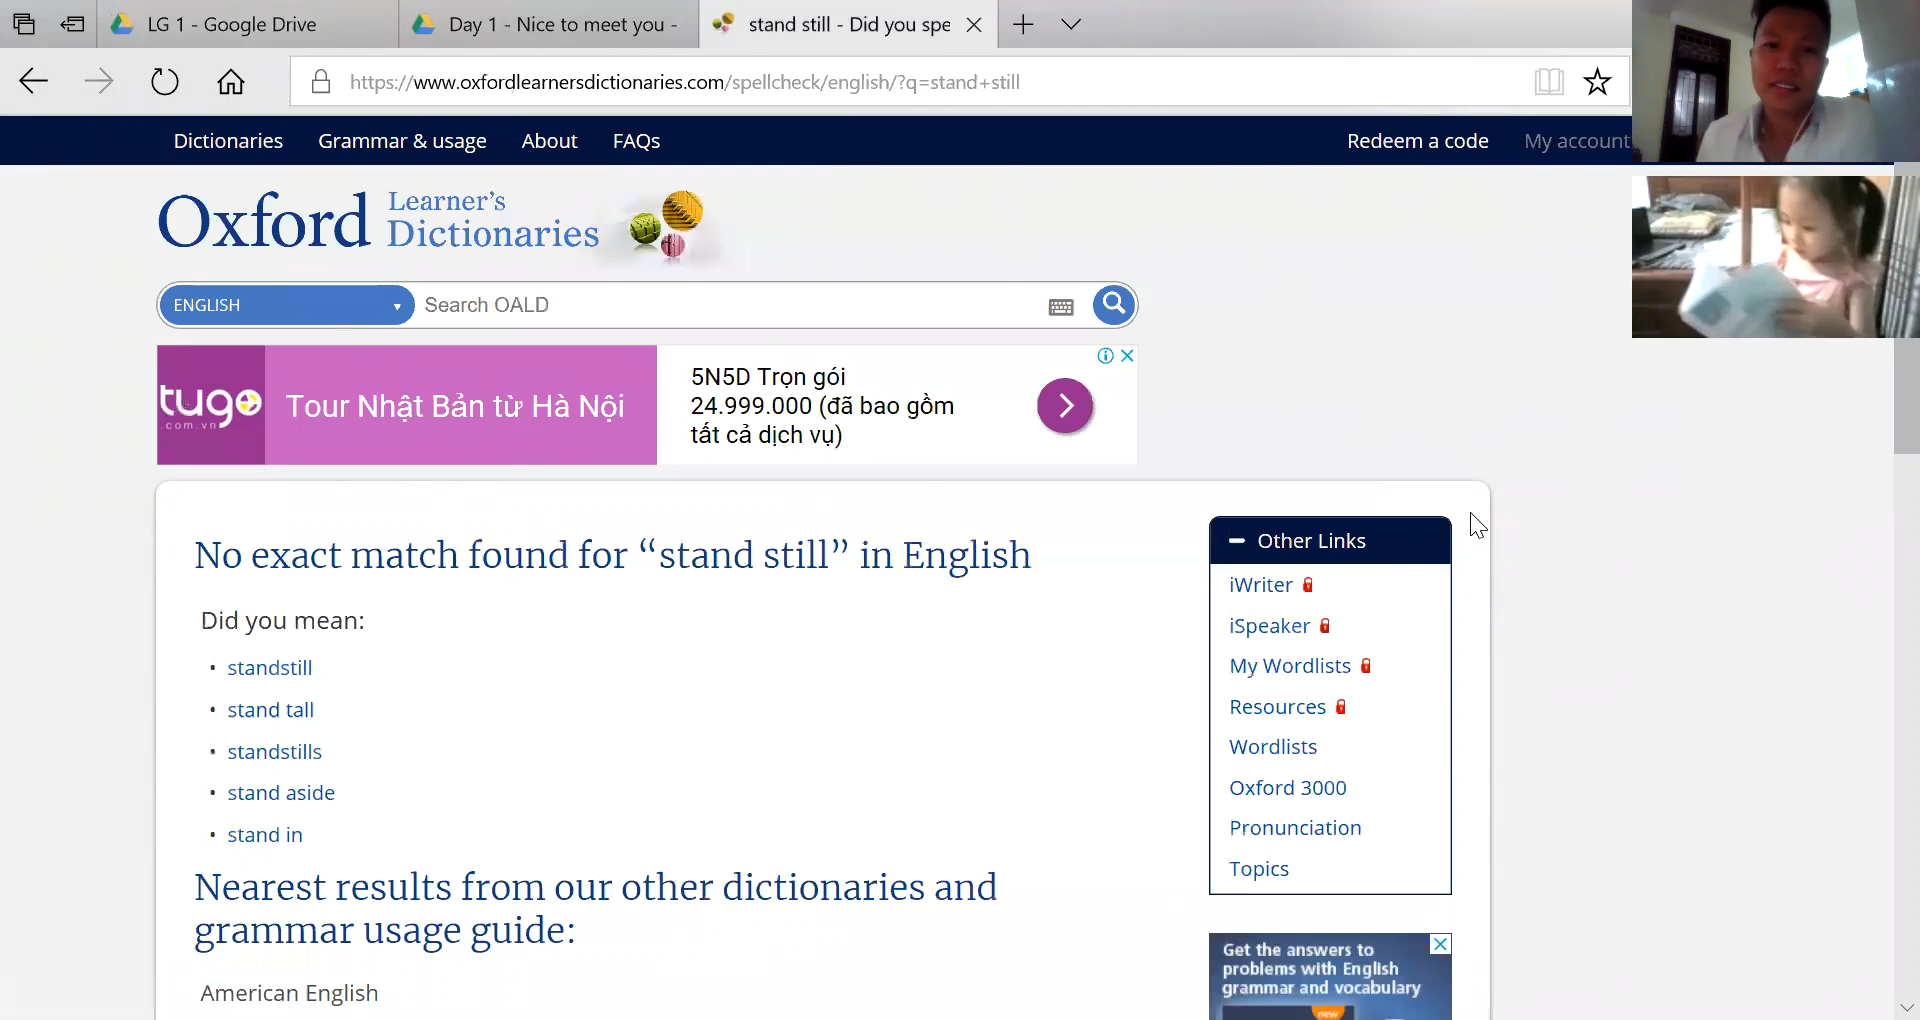 LG 1 - Google Drive
Day 1 - Nice to meet you -
stand still - Did you spe
https://www.oxfordlearnersdictionaries.com/spellcheck/english/?q=stand+still
Dictionaries Grammar & usage About FAQs Redeem a code My account
Oxford Learner's Dictionaries
ENGLISH Search OALD
tugo
.com.vn
Tour Nhật Bản từ Hà Nội
5N5D Trọn gói
24.999.000 (đã bao gồm
tất cả dịch vụ)
No exact match found for “stand still” in English
Did you mean:
• standstill
• stand tall
• standstills
• stand aside
• stand in
Nearest results from our other dictionaries and
grammar usage guide:
American English
Other Links
iWriter
iSpeaker
My Wordlists
Resources
Wordlists
Oxford 3000
Pronunciation
Topics
Get the answers to
problems with English
grammar and vocabulary
new